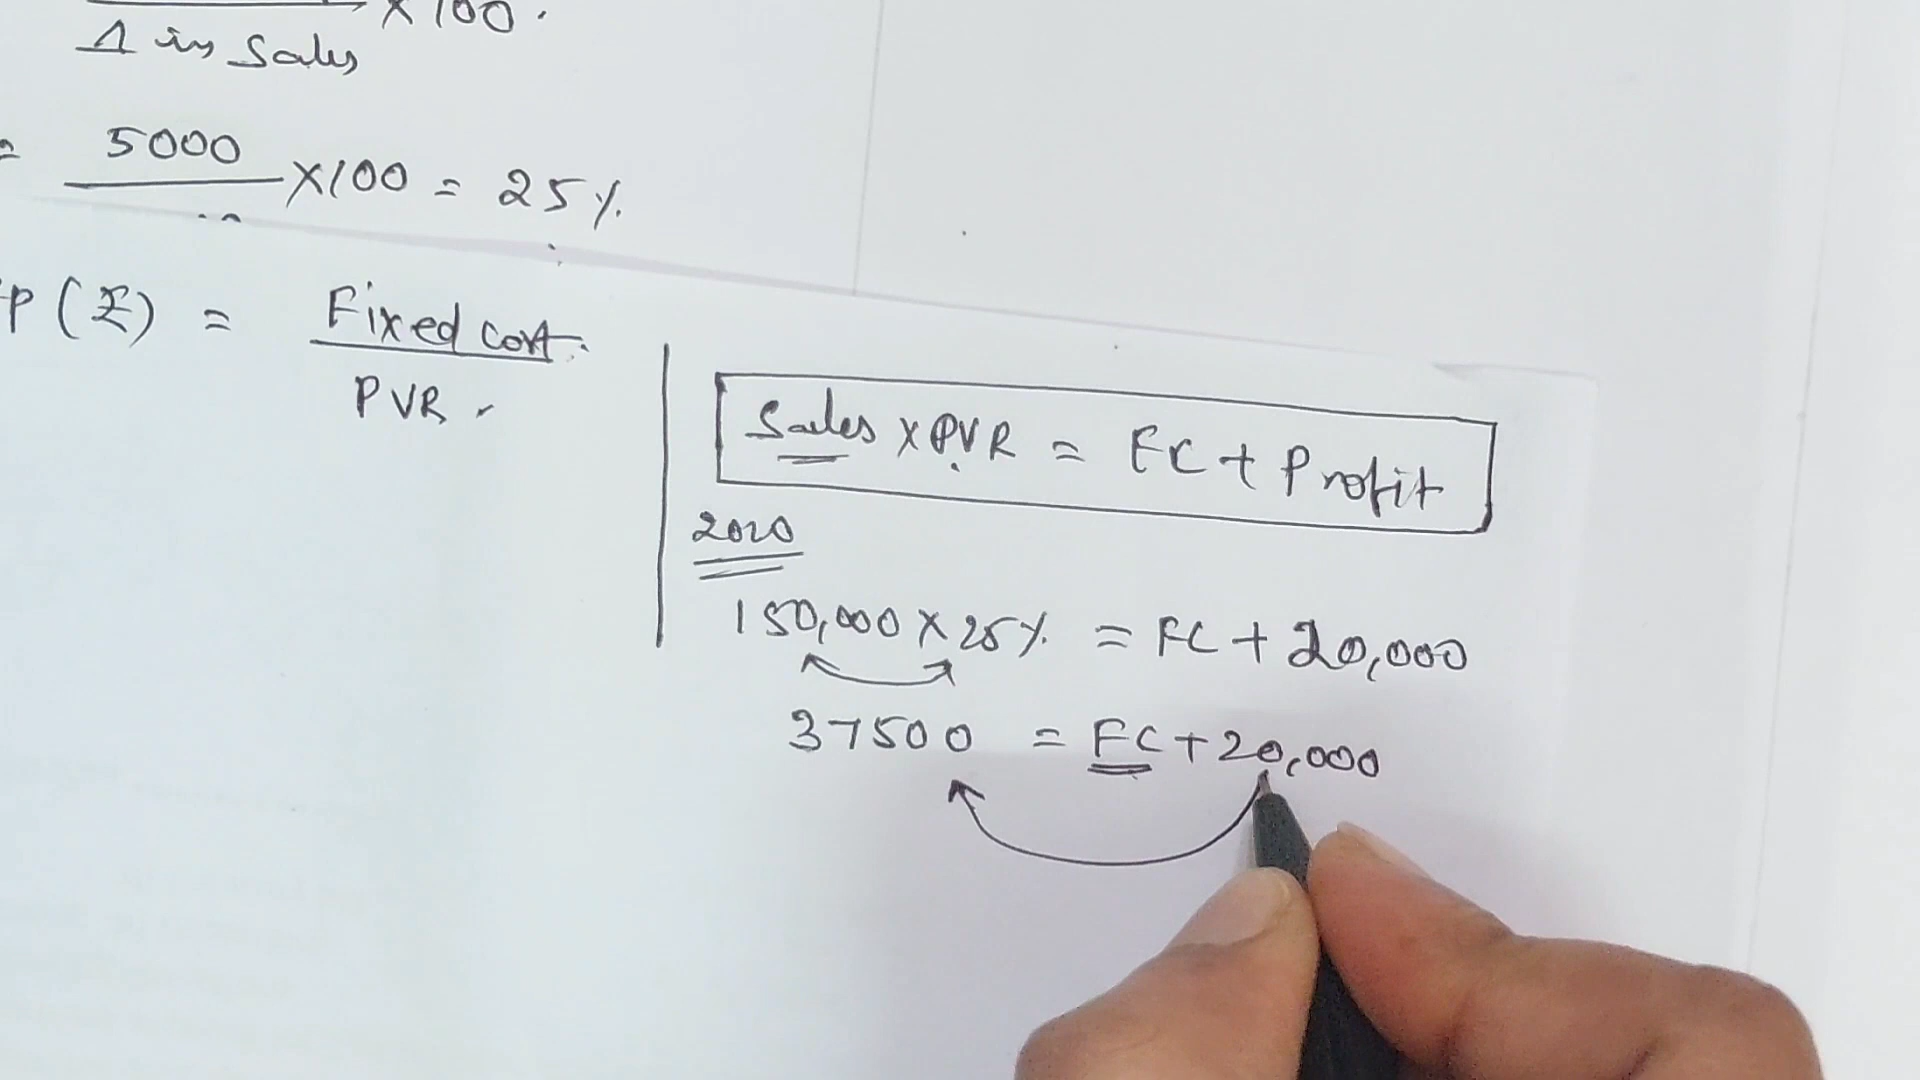 X 100.
Δ in Sales
= 5000 X100 = 25%
P (₹) = Fixed cost
PVR
Sales X PVR = FC + Profit
2020
150,000 X 25% = FC + 20,000
37500 = FC + 20,000